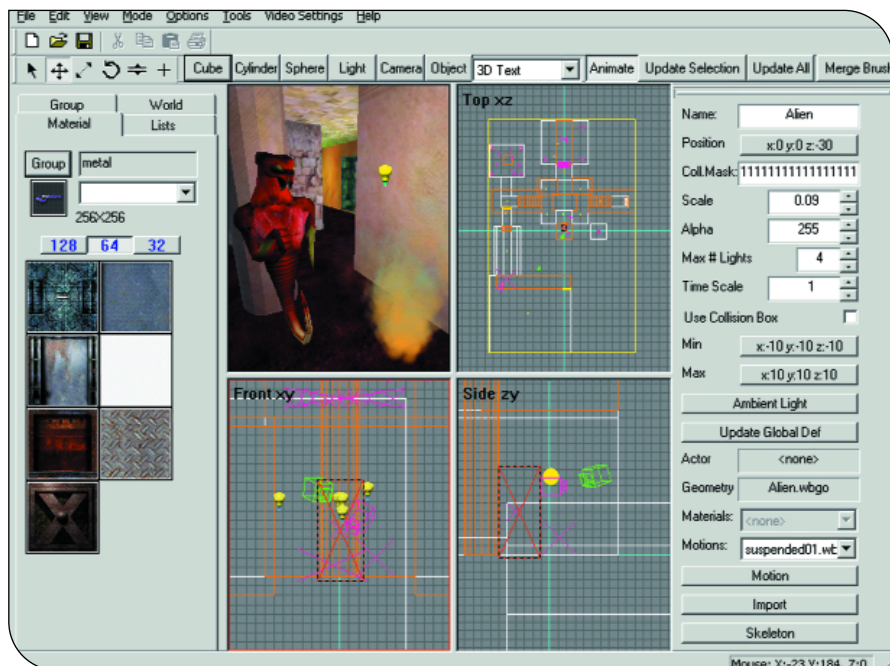 File Edit View Mode Options Tools Video Settings Help
Cube Cylinder Sphere Light Camera Object 3D Text Animate Update Selection Update All Merge Brush
Group World
Material Lists
Group metal
256X256
128 64 32
Top xz
Front xy
Side zy
Name: Alien
Position x:0 y:0 z:-30
Coll.Mask: 11111111111111111
Scale 0.09
Alpha 255
Max # Lights 4
Time Scale 1
Use Collision Box
Min x:-10 y:-10 z:-10
Max x:10 y:10 z:10
Ambient Light
Update Global Def
Actor <none>
Geometry Alien.wbgo
Materials: <none>
Motions: suspended01.wb
Motion
Import
Skeleton
Mouse: X:-23 Y:184 Z:0